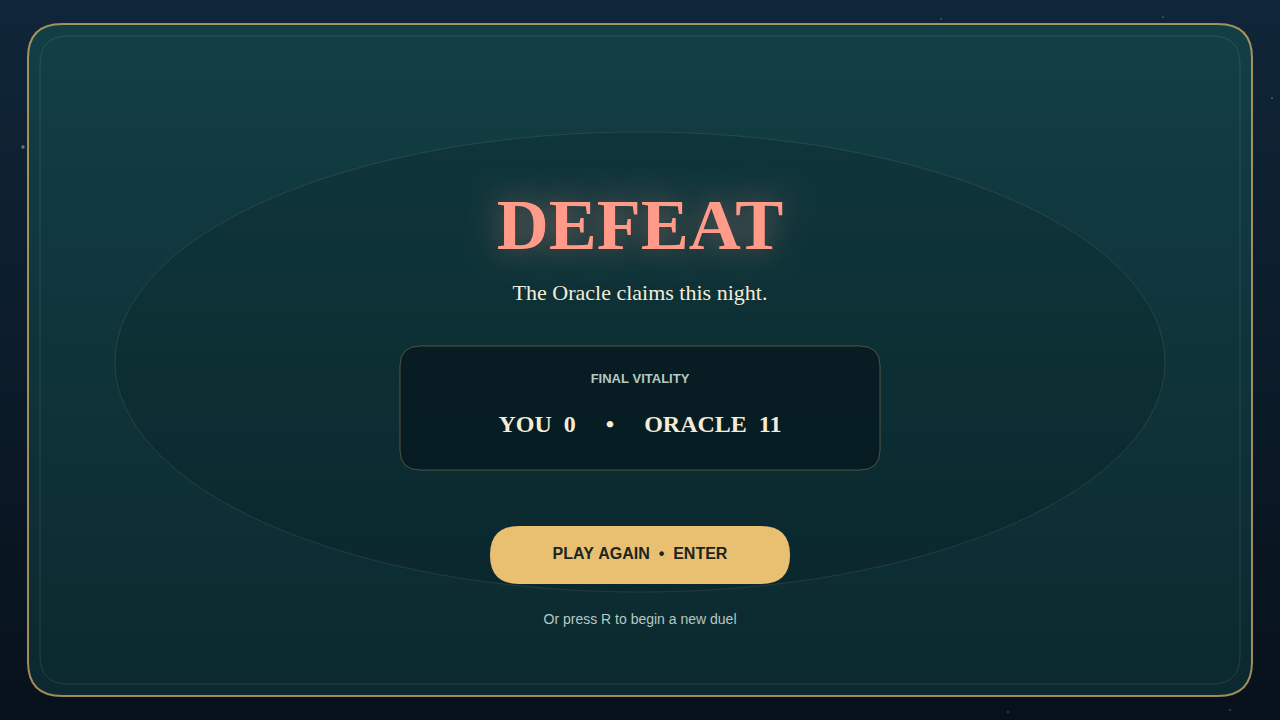 DEFEAT
The Oracle claims this night.
FINAL VITALITY
YOU 0 • ORACLE 11
PLAY AGAIN • ENTER
Or press R to begin a new duel